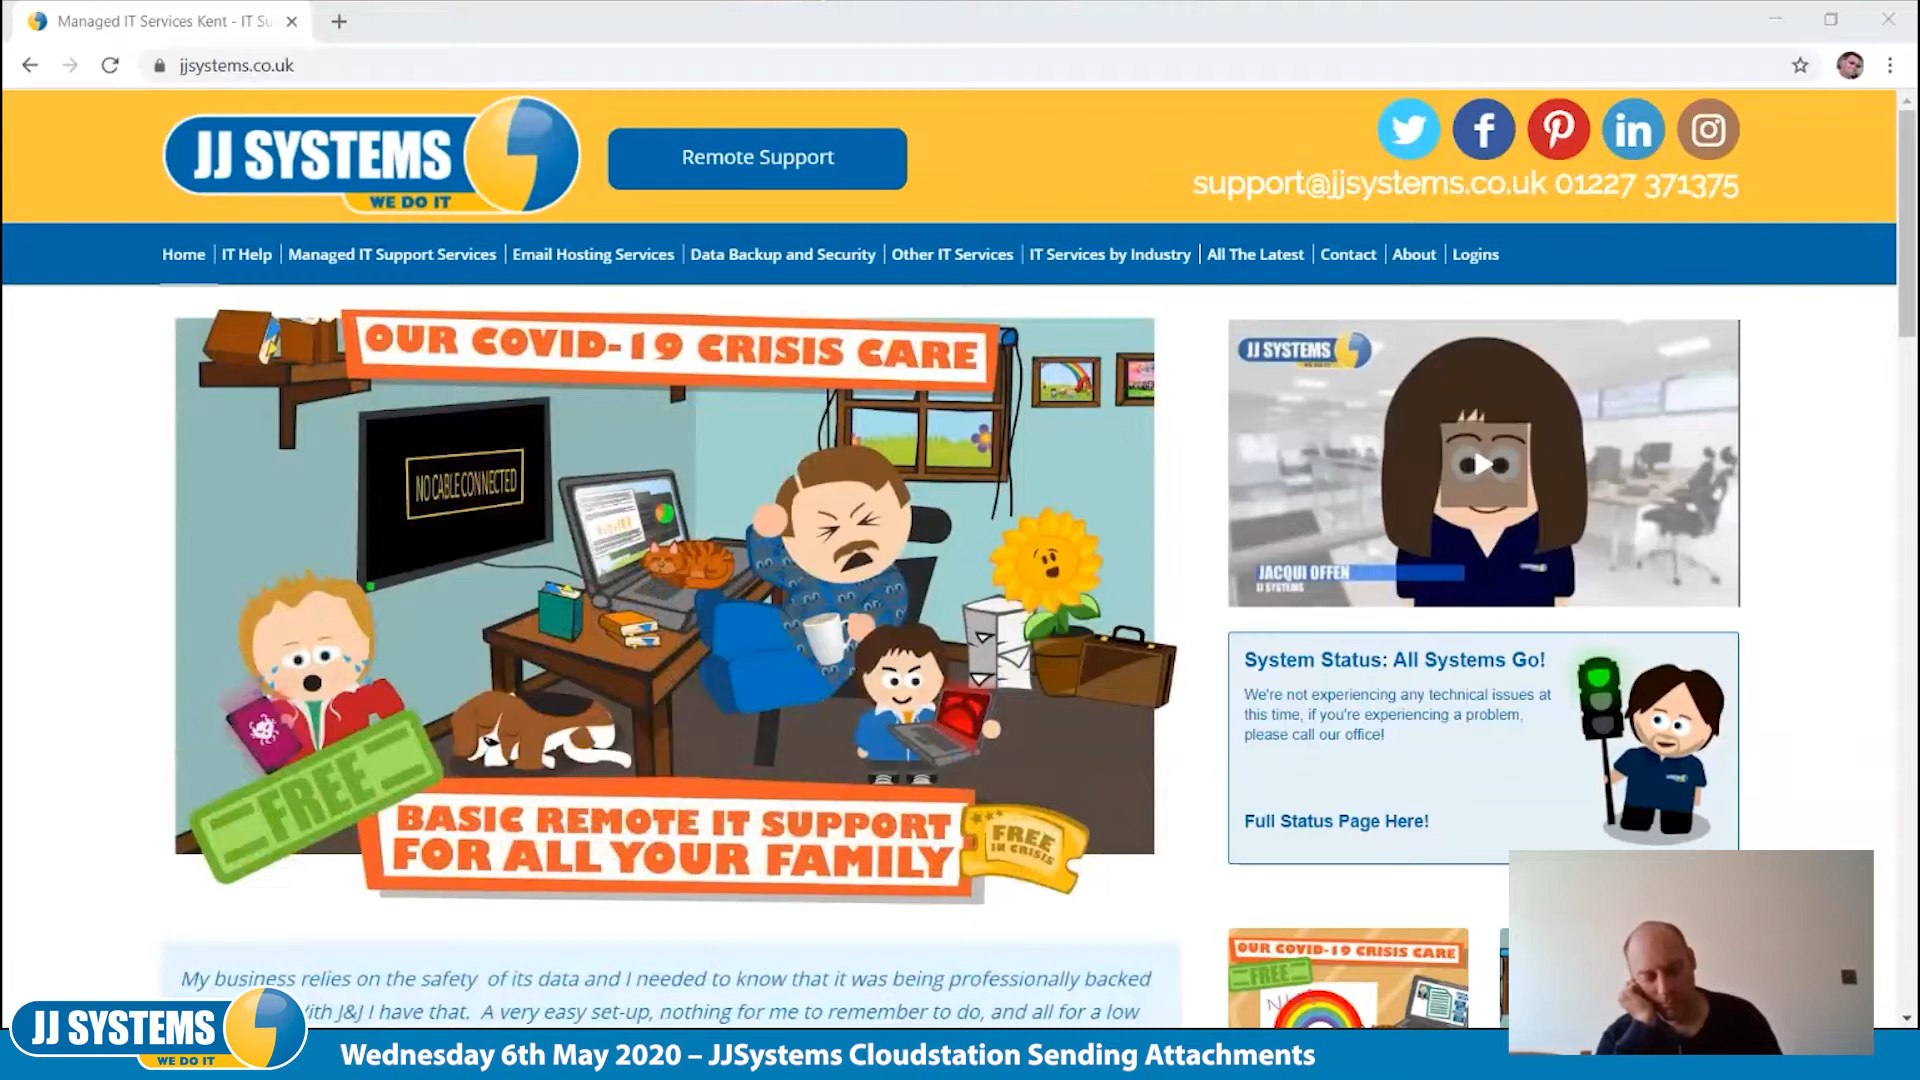 Managed IT Services Kent - IT Su
jjsystems.co.uk
JJ SYSTEMS
WE DO IT
Remote Support
support@jjsystems.co.uk 01227 371375
Home IT Help Managed IT Support Services Email Hosting Services Data Backup and Security Other IT Services IT Services by Industry All The Latest Contact About Logins
OUR COVID-19 CRISIS CARE
NO CABLE CONNECTED
FREE
BASIC REMOTE IT SUPPORT
FOR ALL YOUR FAMILY
FREE
IN CRISIS
JJ SYSTEMS
JACQUI OFFEN
JJ SYSTEMS
System Status: All Systems Go!
We're not experiencing any technical issues at
this time, if you're experiencing a problem,
please call our office!
Full Status Page Here!
My business relies on the safety of its data and I needed to know that it was being professionally backed
ith J&J I have that. A very easy set-up, nothing for me to remember to do, and all for a low
OUR COVID-19 CRISIS CARE
FREE
JJ SYSTEMS
WE DO IT
Wednesday 6th May 2020 – JJSystems Cloudstation Sending Attachments